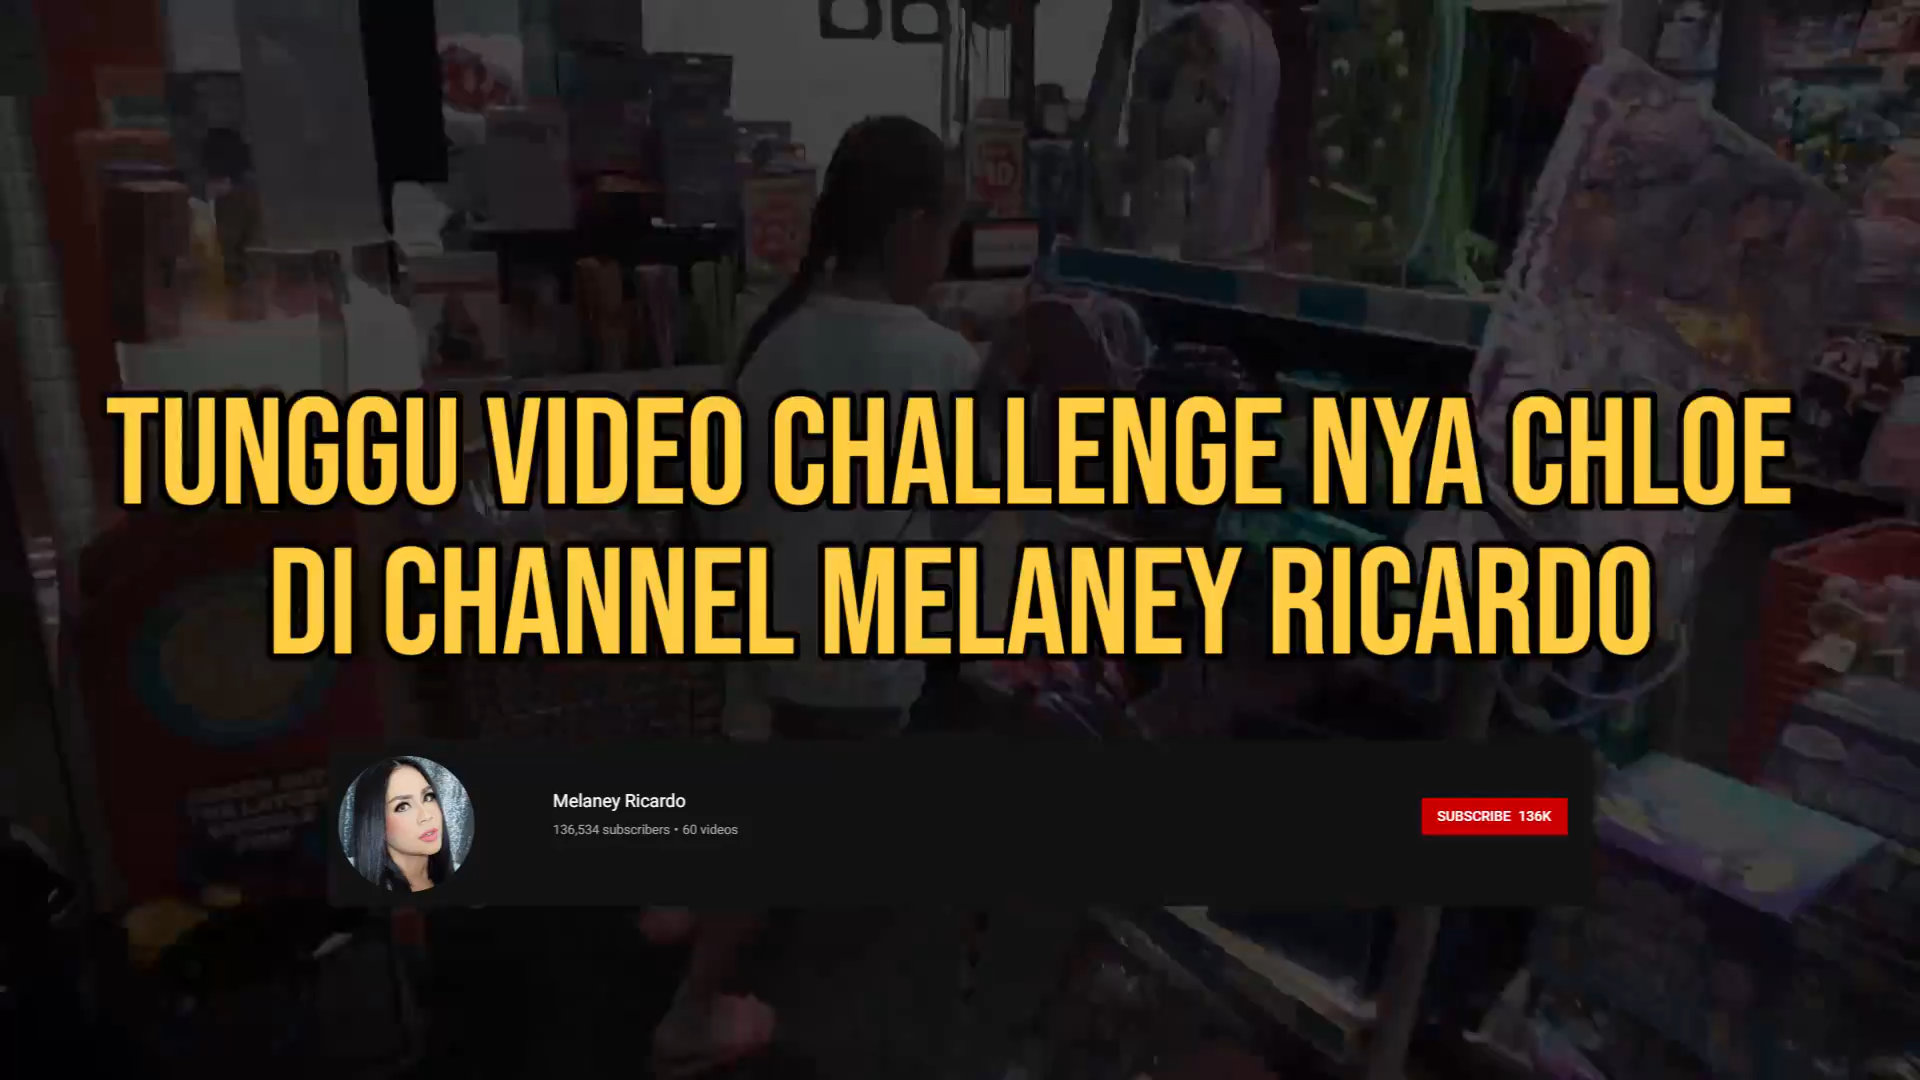 TUNGGU VIDEO CHALLENGE NYA CHLOE
DI CHANNEL MELANEY RICARDO
Melaney Ricardo
136,534 subscribers • 60 videos
SUBSCRIBE 136K